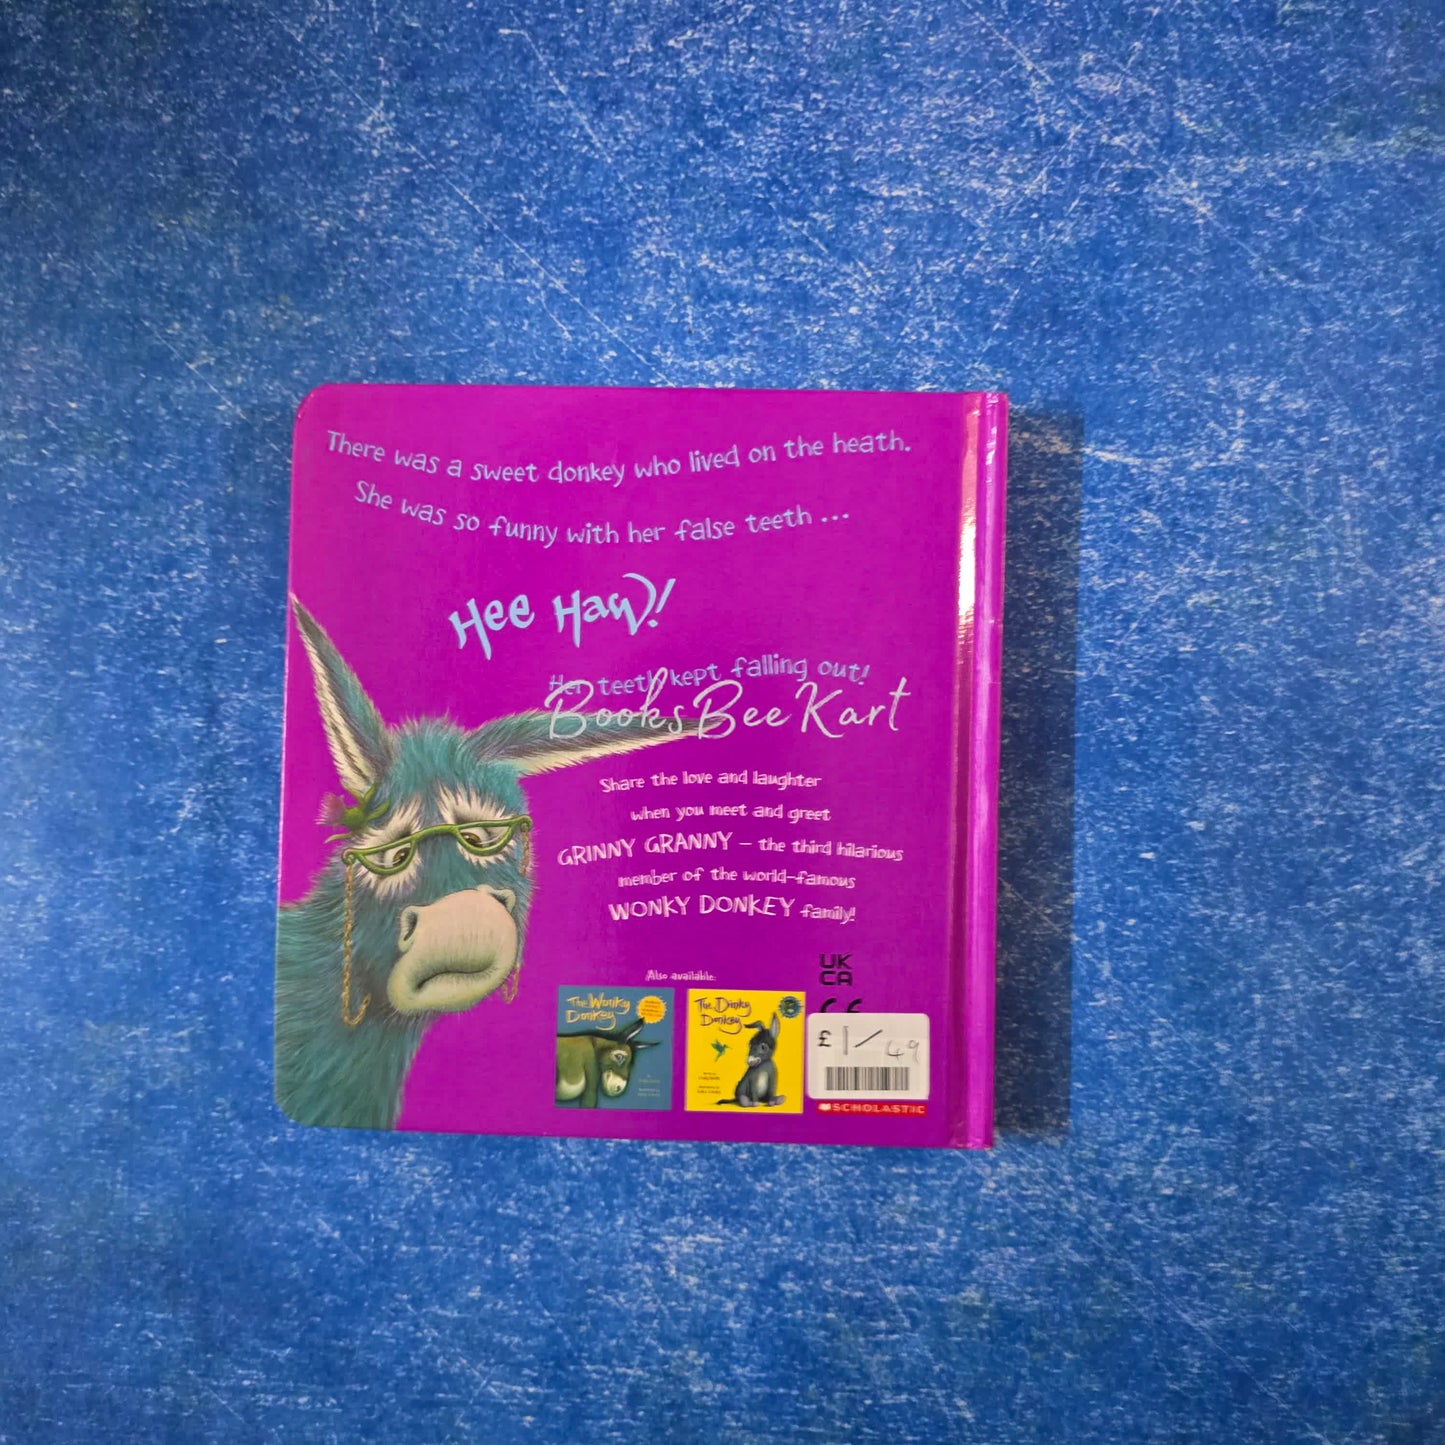 There was a sweet donkey who lived on the heath.
She was so funny with her false teeth ...
Hee Haw!
Her teeth kept falling out!
BooksBeeKart
Share the love and laughter
when you meet and greet
GRINNY GRANNY – the third hilarious
member of the world-famous
WONKY DONKEY family!
Also available:
The Wonky
Donkey
The Dinky
Donkey
UK
CA
CE
£ 1/49
SCHOLASTIC